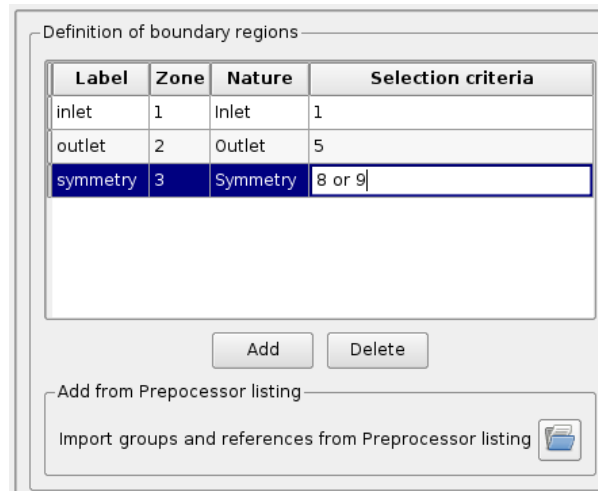 Definition of boundary regions
Label Zone Nature Selection criteria
inlet 1 Inlet 1
outlet 2 Outlet 5
symmetry 3 Symmetry 8 or 9
Add Delete
Add from Prepocessor listing
Import groups and references from Preprocessor listing